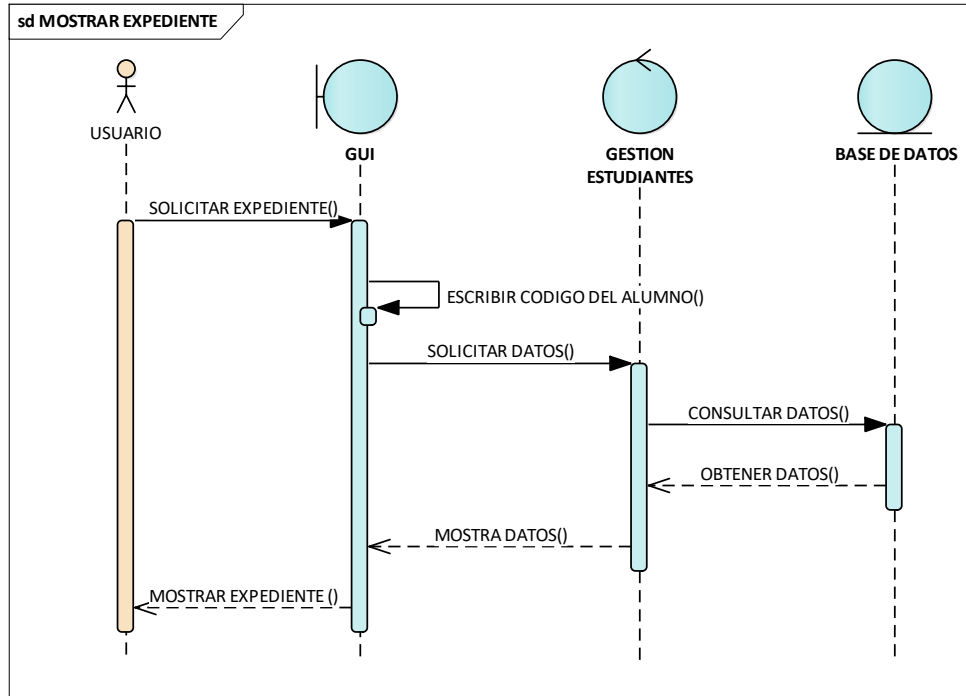 sd MOSTRAR EXPEDIENTE
USUARIO
GUI
GESTION
ESTUDIANTES
BASE DE DATOS
SOLICITAR EXPEDIENTE()
ESCRIBIR CODIGO DEL ALUMNO()
SOLICITAR DATOS()
CONSULTAR DATOS()
OBTENER DATOS()
MOSTRA DATOS()
MOSTRAR EXPEDIENTE ()